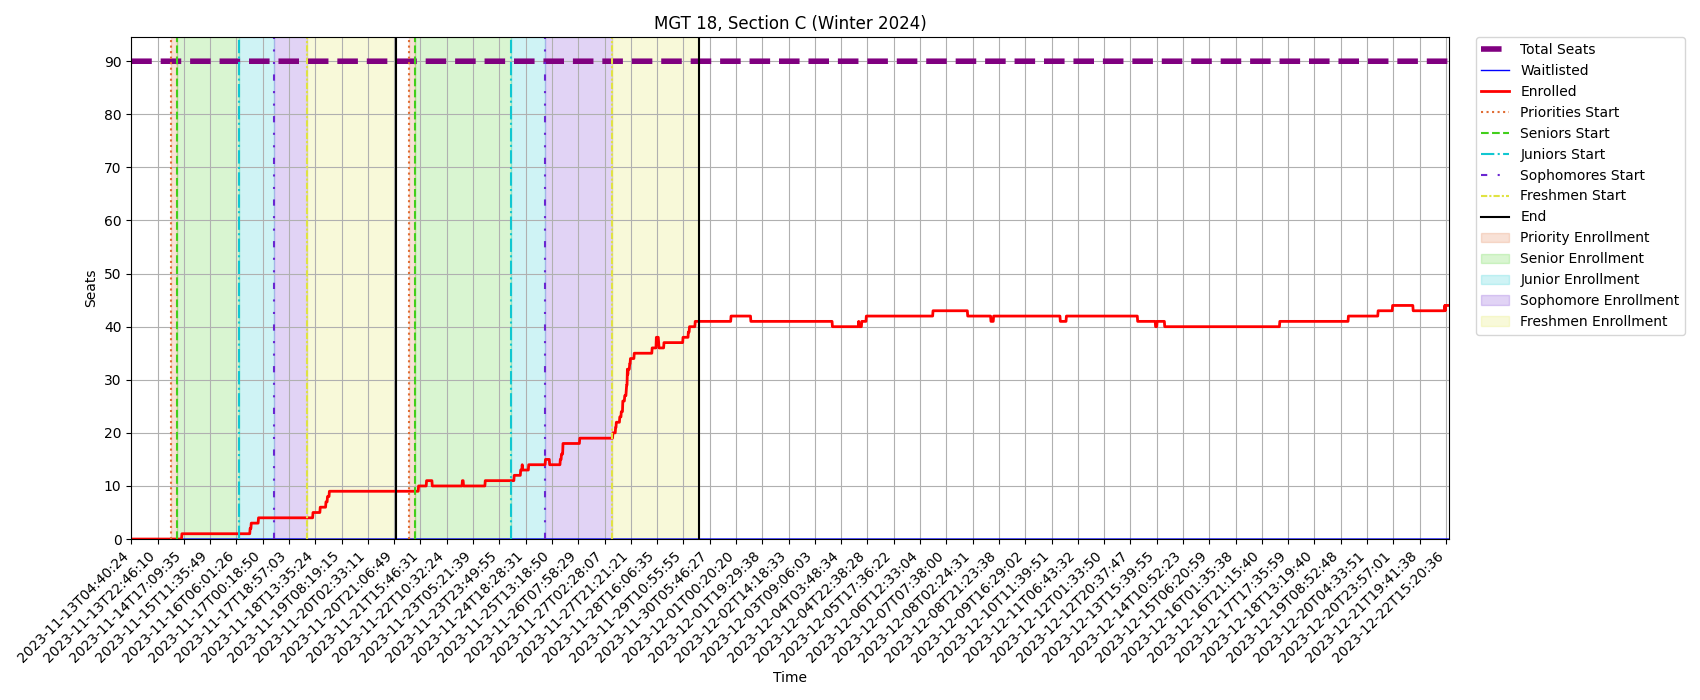 MGT 18, Section C (Winter 2024)
Seats
90
80
70
60
50
40
30
20
10
0
2023-11-13T04:40:24
2023-11-13T22:46:10
2023-11-14T17:09:35
2023-11-15T11:35:49
2023-11-16T06:01:26
2023-11-17T00:18:50
2023-11-17T18:57:03
2023-11-18T13:35:24
2023-11-19T08:19:15
2023-11-20T02:33:11
2023-11-20T21:06:49
2023-11-21T15:46:31
2023-11-22T10:32:24
2023-11-23T05:21:39
2023-11-23T23:49:55
2023-11-24T18:28:31
2023-11-25T13:18:50
2023-11-26T07:58:29
2023-11-27T02:28:07
2023-11-27T21:21:21
2023-11-28T16:06:35
2023-11-29T10:55:55
2023-11-30T05:46:27
2023-12-01T00:20:20
2023-12-01T19:29:38
2023-12-02T14:18:33
2023-12-03T09:06:03
2023-12-04T03:48:34
2023-12-04T22:38:28
2023-12-05T17:36:22
2023-12-06T12:33:04
2023-12-07T07:38:00
2023-12-08T02:24:31
2023-12-08T21:23:38
2023-12-09T16:29:02
2023-12-10T11:39:51
2023-12-11T06:43:32
2023-12-12T01:33:50
2023-12-12T20:37:47
2023-12-13T15:39:55
2023-12-14T10:52:23
2023-12-15T06:20:59
2023-12-16T01:35:38
2023-12-16T21:15:40
2023-12-17T17:35:59
2023-12-18T13:19:40
2023-12-19T08:52:48
2023-12-20T04:33:51
2023-12-20T23:57:01
2023-12-21T19:41:38
2023-12-22T15:20:36
Time
Total Seats
Waitlisted
Enrolled
Priorities Start
Seniors Start
Juniors Start
Sophomores Start
Freshmen Start
End
Priority Enrollment
Senior Enrollment
Junior Enrollment
Sophomore Enrollment
Freshmen Enrollment